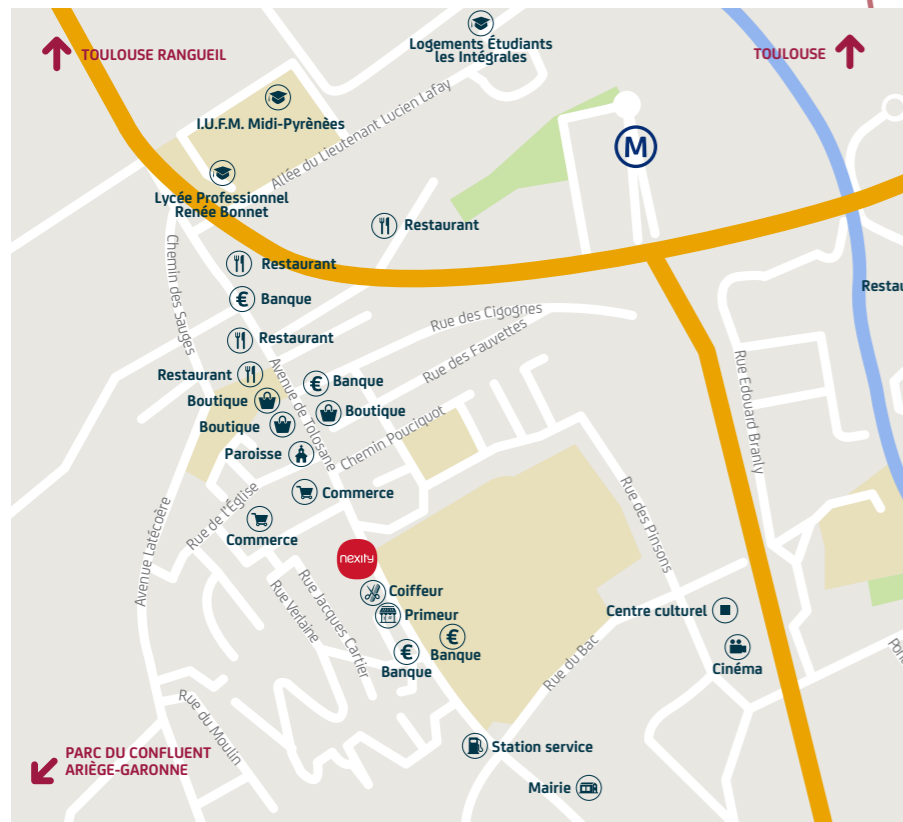 TOULOUSE RANGUEIL
Logements Étudiants
les Intégrales
TOULOUSE
I.U.F.M. Midi-Pyrènèes
Allée du Lieutenant Lucien Lafay
M
Lycée Professionnel
Renée Bonnet
Restaurant
Chemin des Sauges
Restaurant
€ Banque
Restaurant
Rue des Cigognes
Rue des Fauvettes
Restau
Restaurant
Avenue de Tolosane
€ Banque
Boutique
Boutique
Boutique
Chemin Pouciquot
Rue Edouard Branly
Paroisse
Commerce
Rue de l'Église
Commerce
Rue des Pinsons
Avenue Latécoère
nexity
Coiffeur
Primeur
Rue Jacques Cartier
Rue Verlaine
€
Banque
€
Banque
Centre culturel
Cinéma
Rue du Bac
Pon
Rue du Moulin
Station service
PARC DU CONFLUENT
ARIÈGE-GARONNE
Mairie